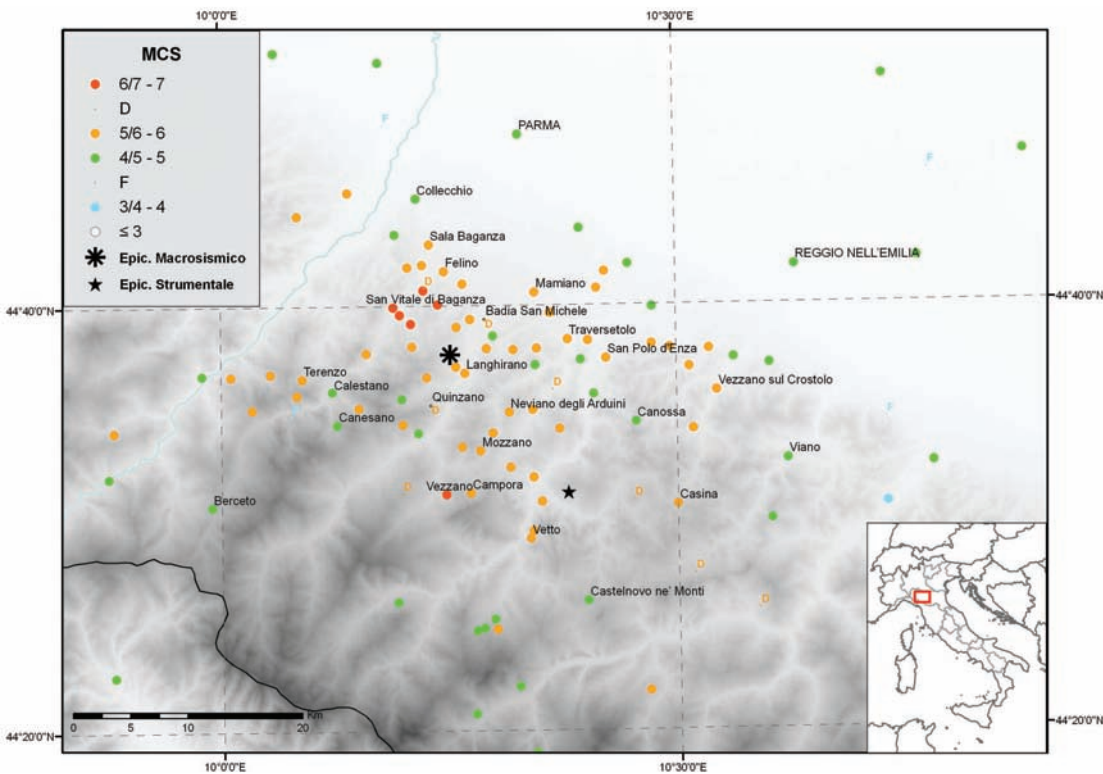 10°0'0"E
10°30'0"E
MCS
6/7 - 7
D
5/6 - 6
4/5 - 5
F
3/4 - 4
≤ 3
Epic. Macrosismico
Epic. Strumentale
F
PARMA
F
Collecchio
Sala Baganza
REGGIO NELL'EMILIA
Felino
D
Mamiano
44°40'0"N
San Vitale di Baganza
44°40'0"N
Badia San Michele
D
Traversetolo
San Polo d'Enza
Langhirano
Terenzo
D
Vezzano sul Crostolo
Calestano
Quinzano
D
Neviano degli Arduini
F
F
Canesano
Canossa
Mozzano
Viano
D
Vezzano
Campora
D
Casina
Berceto
Vetto
D
Castelnovo ne' Monti
D
Km
0
5
10
20
44°20'0"N
44°20'0"N
10°0'0"E
10°30'0"E